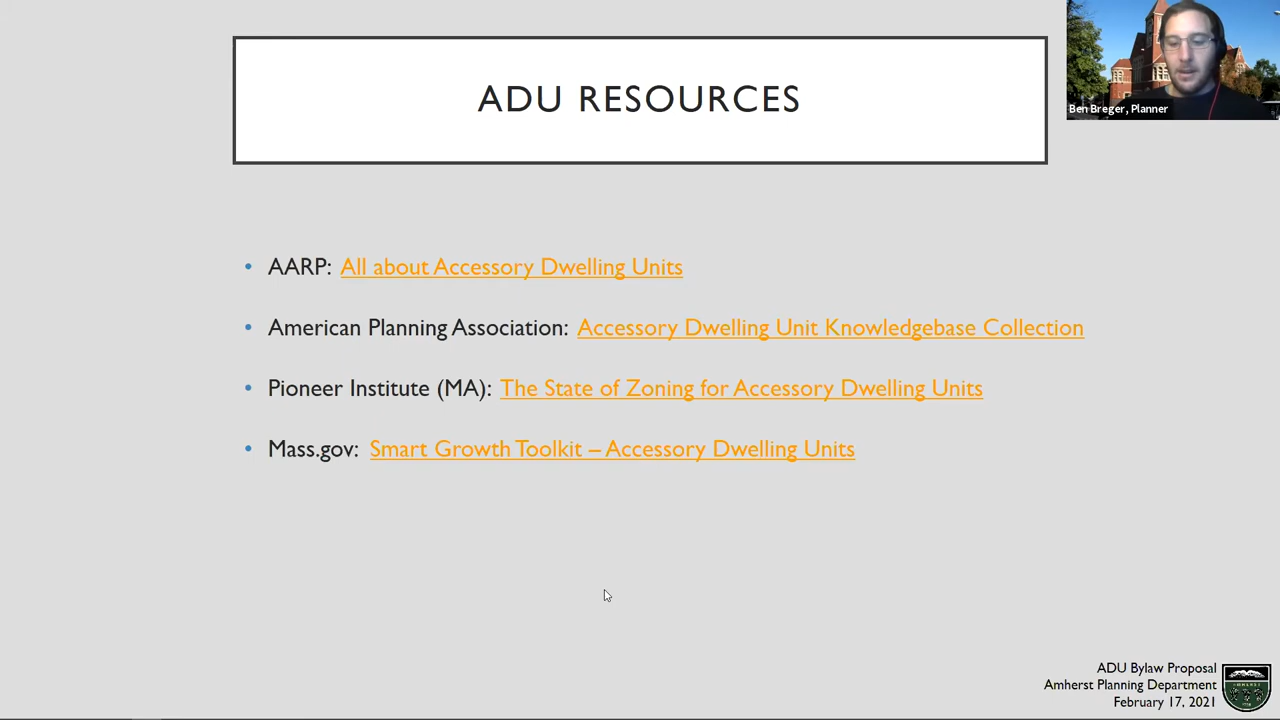 Ben Breger, Planner
ADU RESOURCES
• AARP: All about Accessory Dwelling Units
• American Planning Association: Accessory Dwelling Unit Knowledgebase Collection
• Pioneer Institute (MA): The State of Zoning for Accessory Dwelling Units
• Mass.gov: Smart Growth Toolkit – Accessory Dwelling Units
ADU Bylaw Proposal
Amherst Planning Department
February 17, 2021